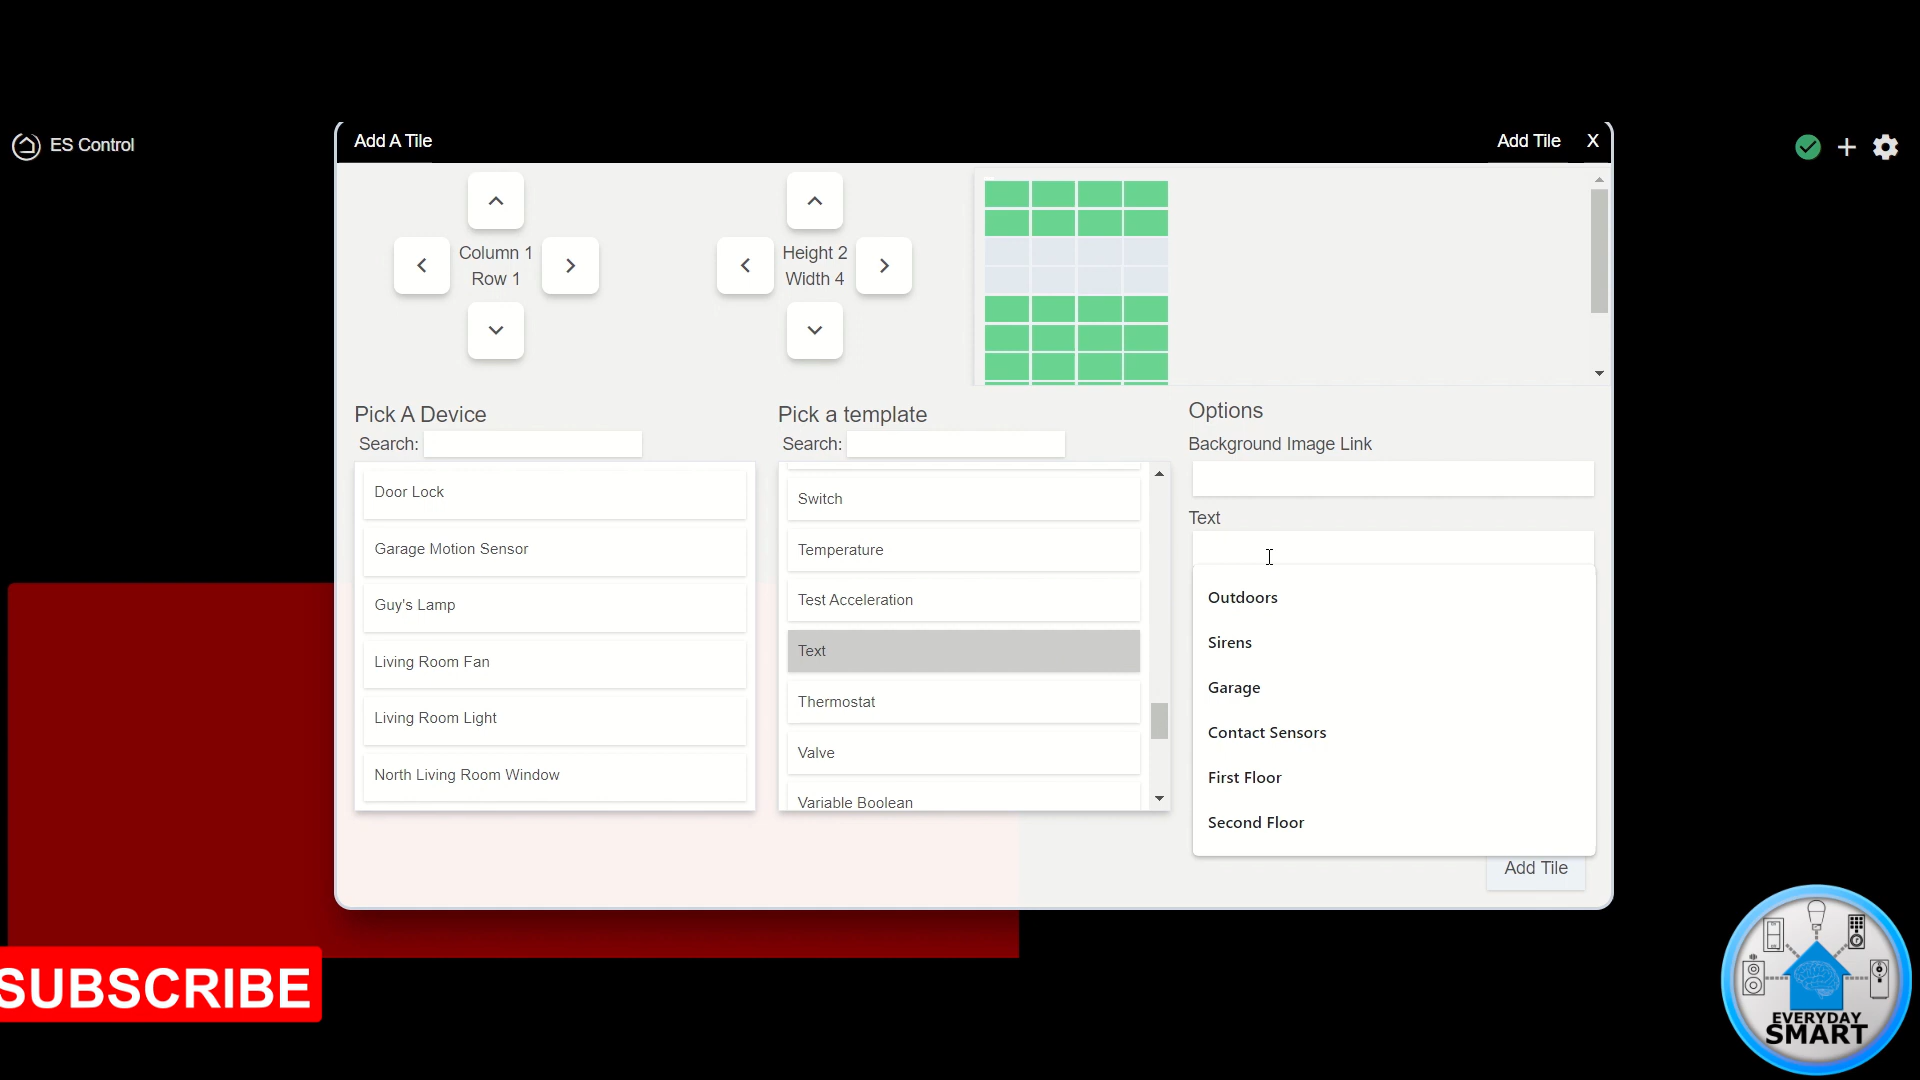 ES Control
Add A Tile
Add Tile
X
Column 1
Row 1
Height 2
Width 4
Pick A Device
Search:
Door Lock
Garage Motion Sensor
Guy's Lamp
Living Room Fan
Living Room Light
North Living Room Window
Pick a template
Search:
Switch
Temperature
Test Acceleration
Text
Thermostat
Valve
Variable Boolean
Options
Background Image Link
Text
Outdoors
Sirens
Garage
Contact Sensors
First Floor
Second Floor
Add Tile
SUBSCRIBE
EVERYDAY
SMART